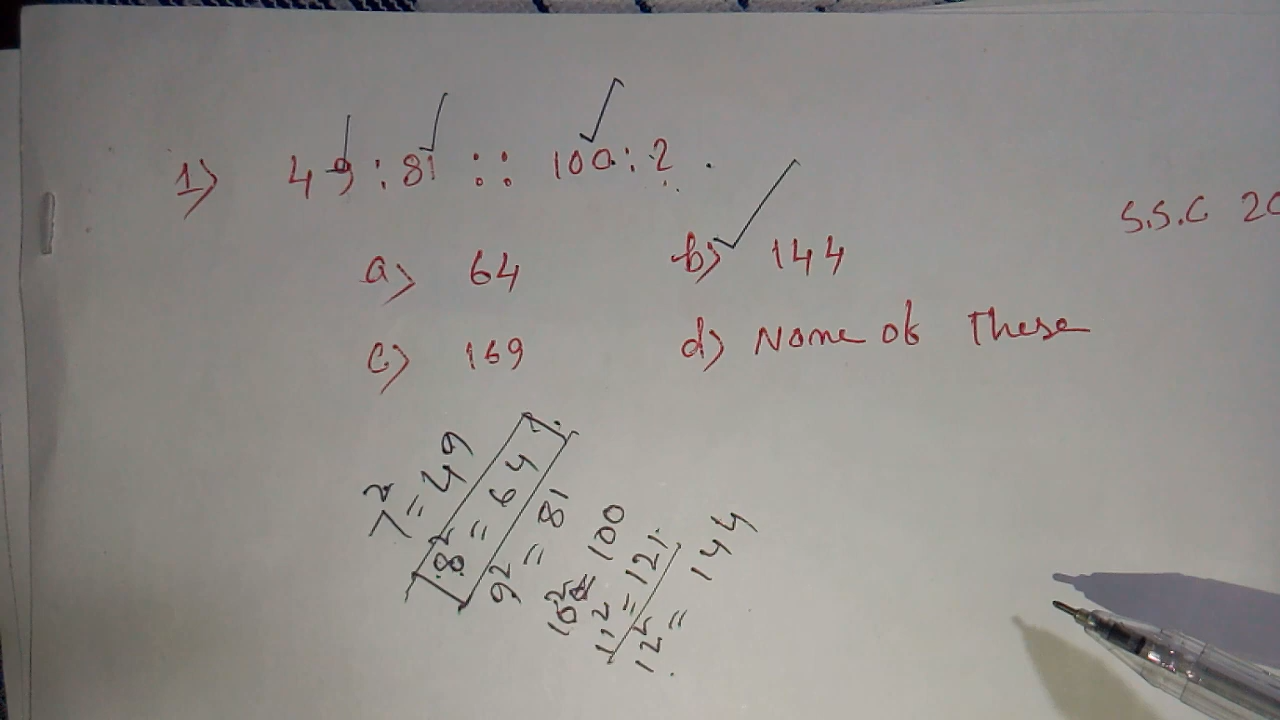 1) 49 : 81 :: 100 : ?
S.S.C 20
a) 64 b) 144
c) 169 d) None of These
7² = 49
8² = 64
9² = 81
10² = 100
11² = 121
12² = 144